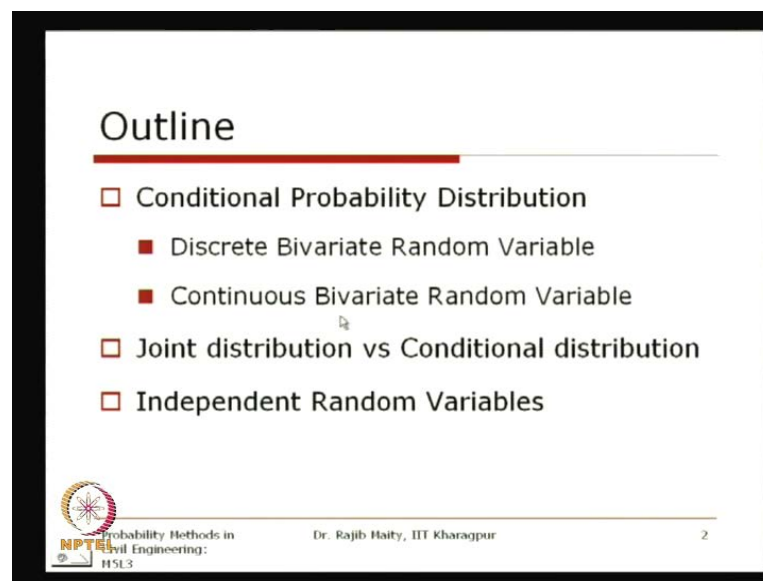 Outline
Conditional Probability Distribution
Discrete Bivariate Random Variable
Continuous Bivariate Random Variable
Joint distribution vs Conditional distribution
Independent Random Variables
Probability Methods in
Civil Engineering:
M5L3
Dr. Rajib Maity, IIT Kharagpur
2
NPTEL